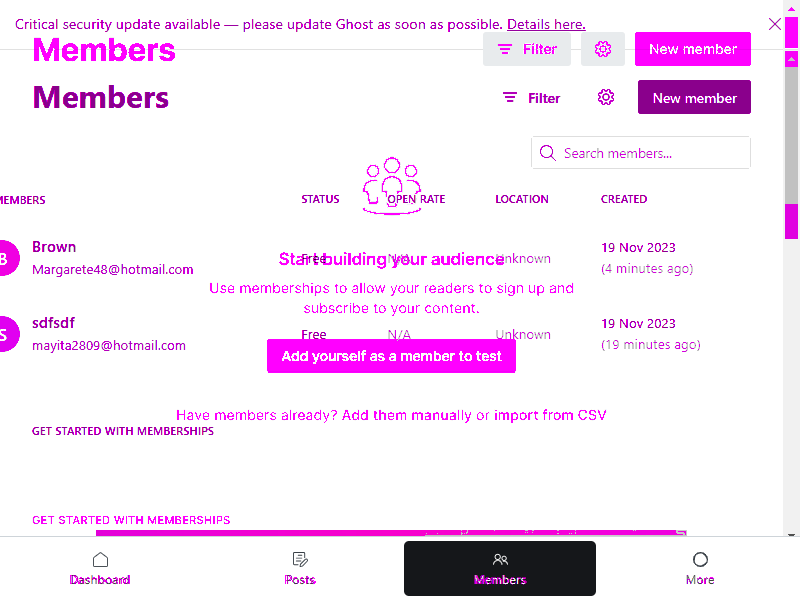 Critical security update available — please update Ghost as soon as possible. Details here.
Members
Filter
New member
Members
Filter
New member
Search members...
MEMBERS STATUS OPEN RATE LOCATION CREATED
B
Brown
Margarete48@hotmail.com
Free
N/A
Unknown
19 Nov 2023
(4 minutes ago)
Start building your audience
Use memberships to allow your readers to sign up and
subscribe to your content.
S
sdfsdf
mayita2809@hotmail.com
Free
N/A
Unknown
19 Nov 2023
(19 minutes ago)
Add yourself as a member to test
Have members already? Add them manually or import from CSV
GET STARTED WITH MEMBERSHIPS
GET STARTED WITH MEMBERSHIPS
Dashboard
Posts
Members
More